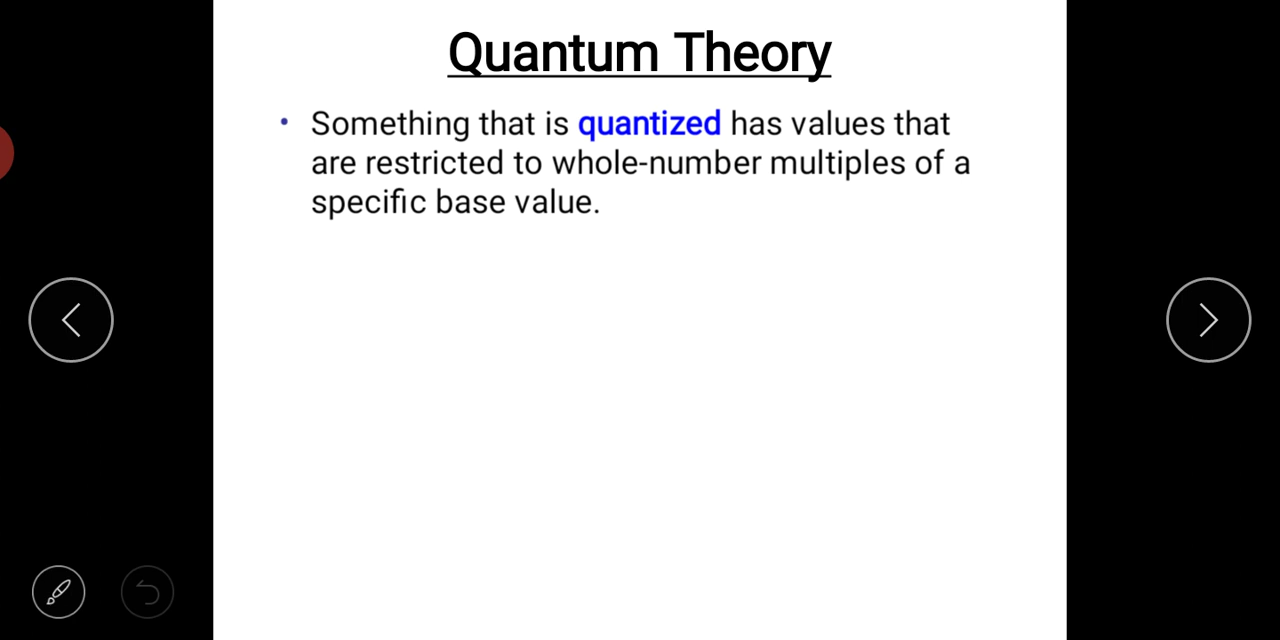 Quantum Theory
• Something that is quantized has values that
are restricted to whole-number multiples of a
specific base value.